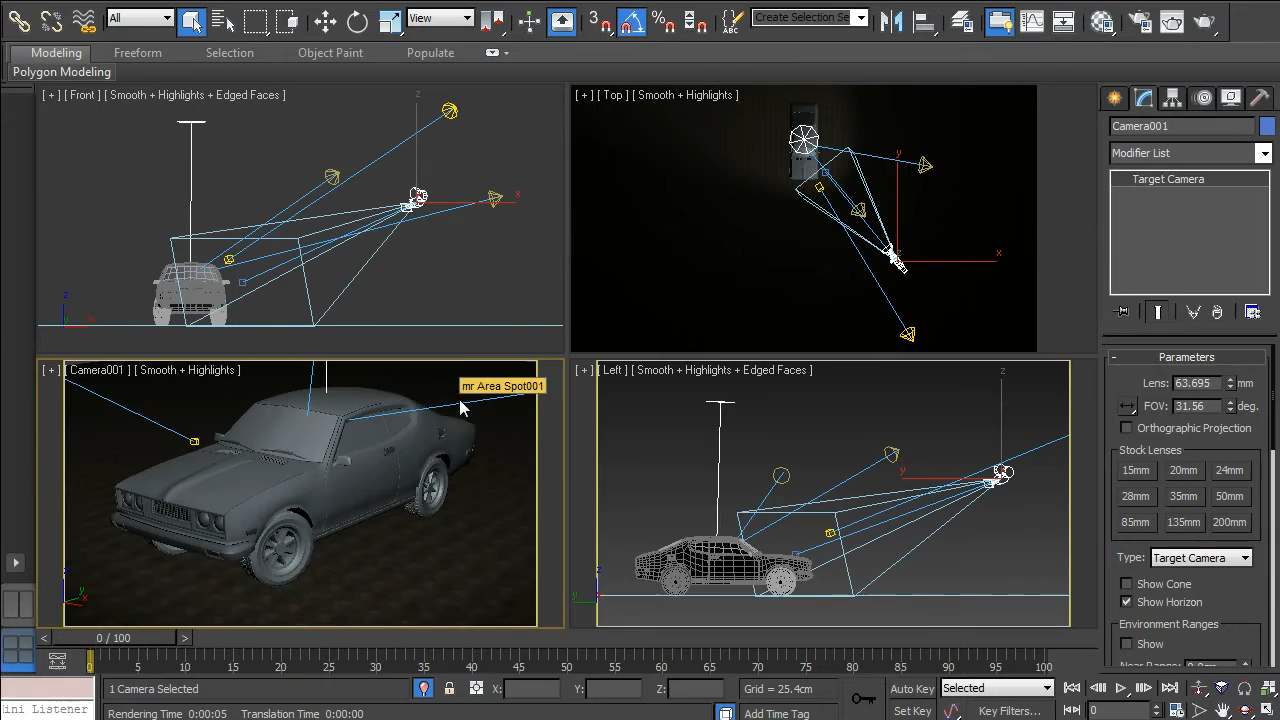 All
View
3
%
ABC
Create Selection Se
Modeling
Freeform
Selection
Object Paint
Populate
Polygon Modeling
[ + ] [ Front ] [ Smooth + Highlights + Edged Faces ]
z
x
z
x
[ + ] [ Top ] [ Smooth + Highlights ]
y
x
z
[ + ] [ Camera001 ] [ Smooth + Highlights ]
mr Area Spot001
z
y
x
[ + ] [ Left ] [ Smooth + Highlights + Edged Faces ]
z
y
z
y
Camera001
Modifier List
Target Camera
- Parameters
Lens: 63.695 mm
FOV: 31.56 deg.
Orthographic Projection
Stock Lenses
15mm 20mm 24mm
28mm 35mm 50mm
85mm 135mm 200mm
Type: Target Camera
Show Cone
Show Horizon
Environment Ranges
Show
< 0 / 100 >
0 5 10 15 20 25 30 35 40 45 50 55 60 65 70 75 80 85 90 95 100
1 Camera Selected
X: Y: Z:
Grid = 25.4cm
Auto Key
Selected
Mini Listener
Rendering Time 0:00:05 Translation Time 0:00:00
Add Time Tag
Set Key
Key Filters...
0